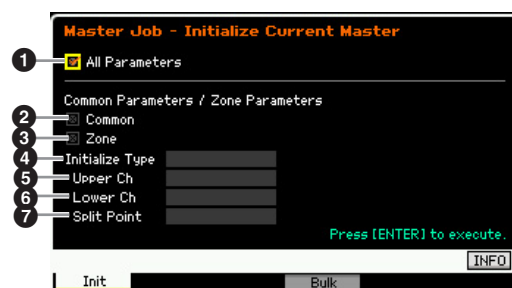 Master Job - Initialize Current Master
1 All Parameters
Common Parameters / Zone Parameters
2 Common
3 Zone
4 Initialize Type
5 Upper Ch
6 Lower Ch
7 Split Point
Press [ENTER] to execute.
INFO
Init Bulk